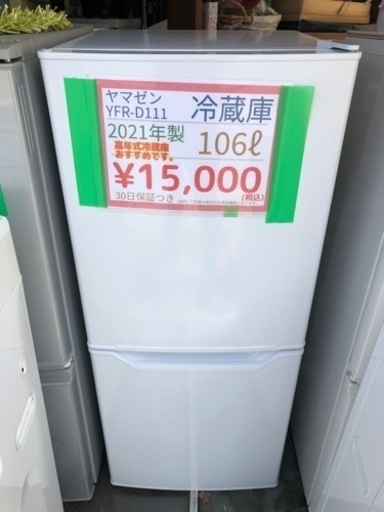 ヤマゼン
YFR-D111
冷蔵庫
2021年製
106ℓ
高年式冷蔵庫
おすすめです。
¥15,000
(税込)
30日保証つき